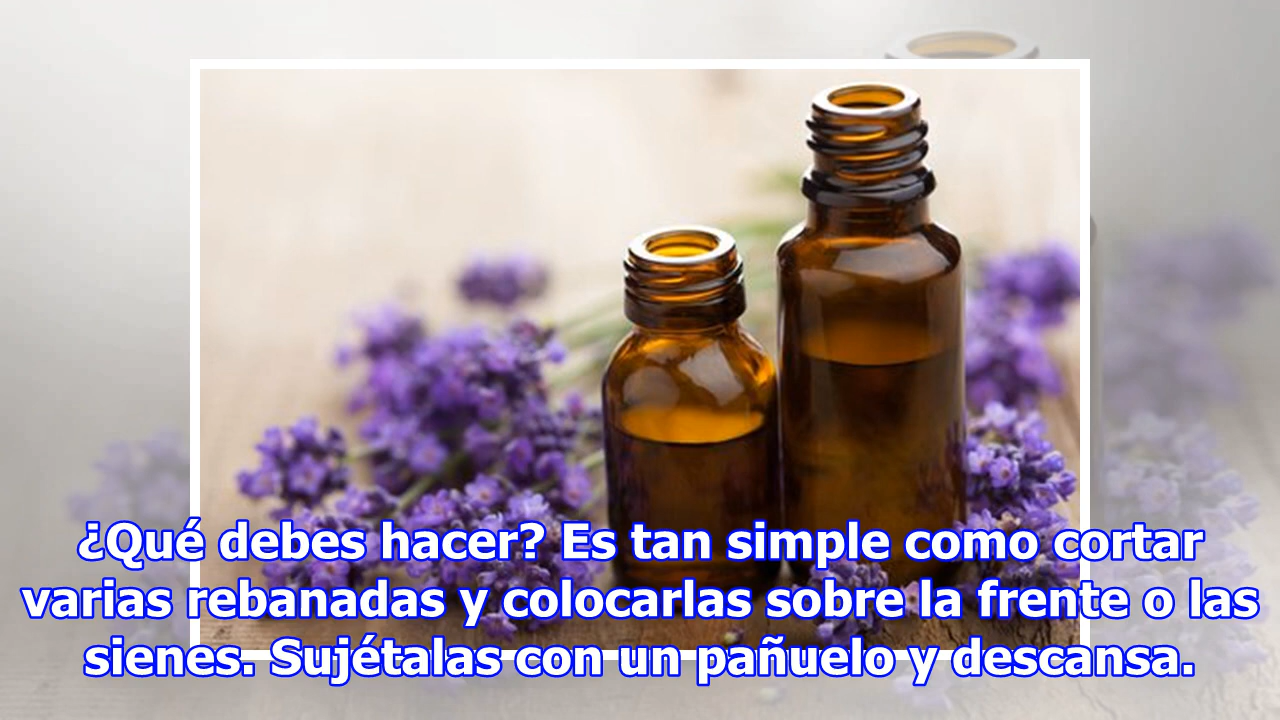 ¿Qué debes hacer? Es tan simple como cortar
varias rebanadas y colocarlas sobre la frente o las
sienes. Sujétalas con un pañuelo y descansa.